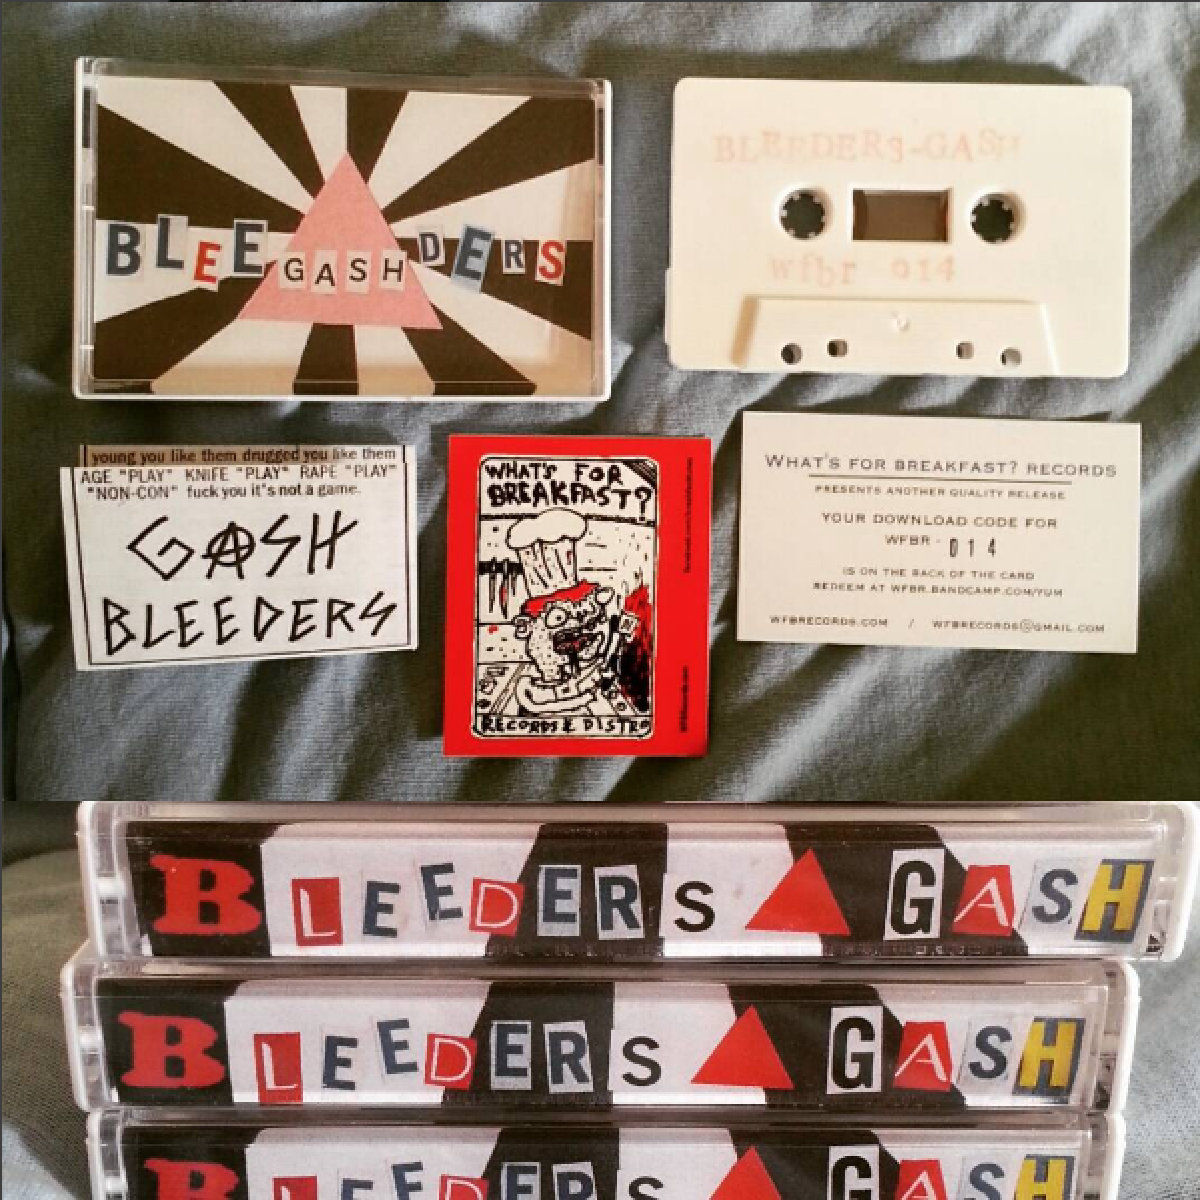 BLEEDERS
GASH
BLEEDERS-GASH
wfbr 014
young you like them drugged you like them
AGE "PLAY" KNIFE "PLAY" RAPE "PLAY"
"NON-CON" fuck you it's not a game.
GASH
BLEEDERS
WHAT'S FOR
BREAKFAST?
RECORDS & DISTRO
WHAT'S FOR BREAKFAST? RECORDS
PRESENTS ANOTHER QUALITY RELEASE
YOUR DOWNLOAD CODE FOR
WFBR - 014
IS ON THE BACK OF THE CARD
REDEEM AT WFBR.BANDCAMP.COM/YUM
WFBRECORDS.COM / WFBRECORDS@GMAIL.COM
BLEEDERS GASH
BLEEDERS GASH
BLEEDERS GASH